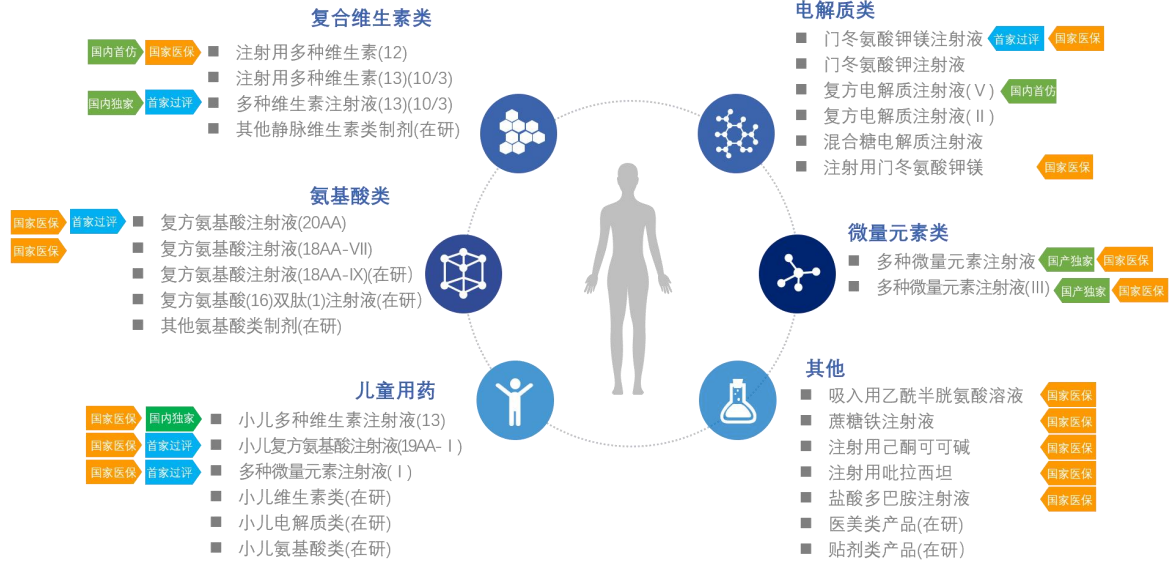 复合维生素类
国内首仿 国家医保 ■ 注射用多种维生素(12)
■ 注射用多种维生素(13)(10/3)
国内独家 首家过评 ■ 多种维生素注射液(13)(10/3)
■ 其他静脉维生素类制剂(在研)
氨基酸类
国家医保 首家过评 ■ 复方氨基酸注射液(20AA)
国家医保 ■ 复方氨基酸注射液(18AA-VII)
■ 复方氨基酸注射液(18AA-IX)(在研）
■ 复方氨基酸(16)双肽(1)注射液(在研)
■ 其他氨基酸类制剂(在研)
儿童用药
国家医保 国内独家 ■ 小儿多种维生素注射液(13)
国家医保 首家过评 ■ 小儿复方氨基酸注射液(19AA-Ⅰ)
国家医保 首家过评 ■ 多种微量元素注射液(Ⅰ)
■ 小儿维生素类(在研)
■ 小儿电解质类(在研)
■ 小儿氨基酸类(在研)
电解质类
■ 门冬氨酸钾镁注射液 首家过评 国家医保
■ 门冬氨酸钾注射液
■ 复方电解质注射液(Ⅴ) 国内首仿
■ 复方电解质注射液(Ⅱ)
■ 混合糖电解质注射液
■ 注射用门冬氨酸钾镁 国家医保
微量元素类
■ 多种微量元素注射液 国产独家 国家医保
■ 多种微量元素注射液(III) 国产独家 国家医保
其他
■ 吸入用乙酰半胱氨酸溶液 国家医保
■ 蔗糖铁注射液 国家医保
■ 注射用己酮可可碱 国家医保
■ 注射用吡拉西坦 国家医保
■ 盐酸多巴胺注射液 国家医保
■ 医美类产品(在研)
■ 贴剂类产品(在研）